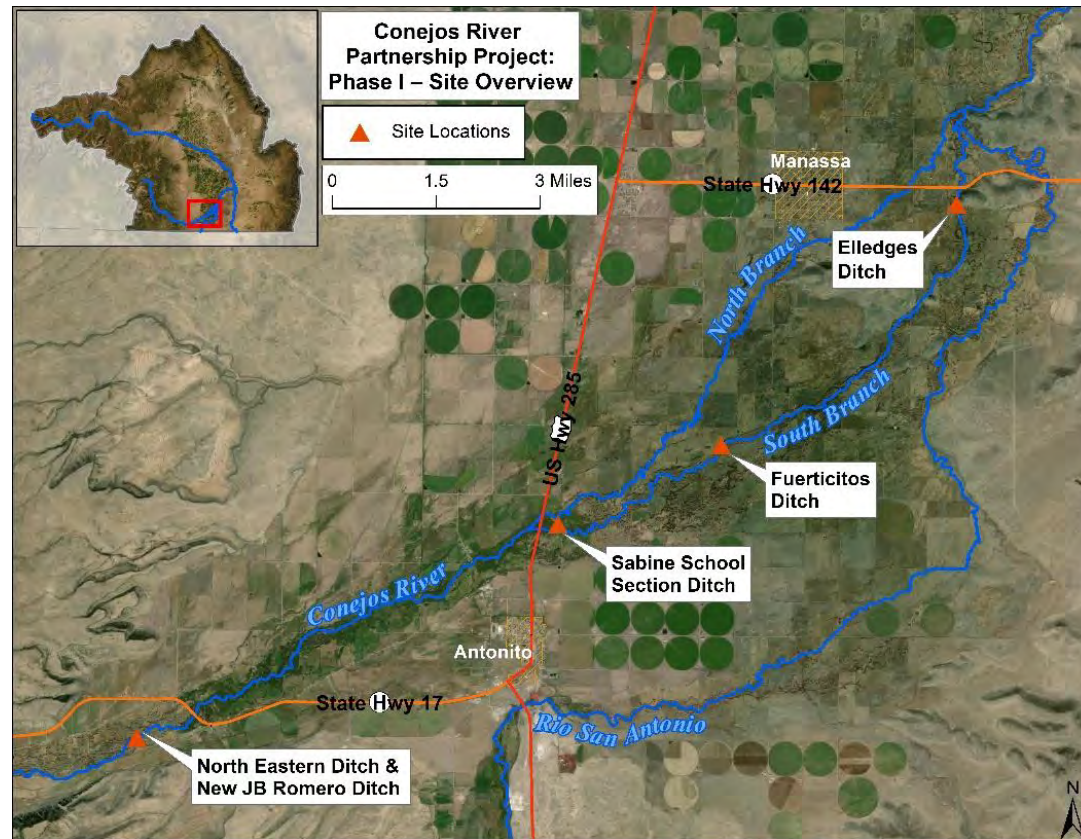 Conejos River
Partnership Project:
Phase I – Site Overview
Site Locations
0 1.5 3 Miles
Manassa
State Hwy 142
Elledges
Ditch
North Branch
US Hwy 285
South Branch
Fuerticitos
Ditch
Sabine School
Section Ditch
Conejos River
Antonito
State Hwy 17
Rio San Antonio
North Eastern Ditch &
New JB Romero Ditch
N